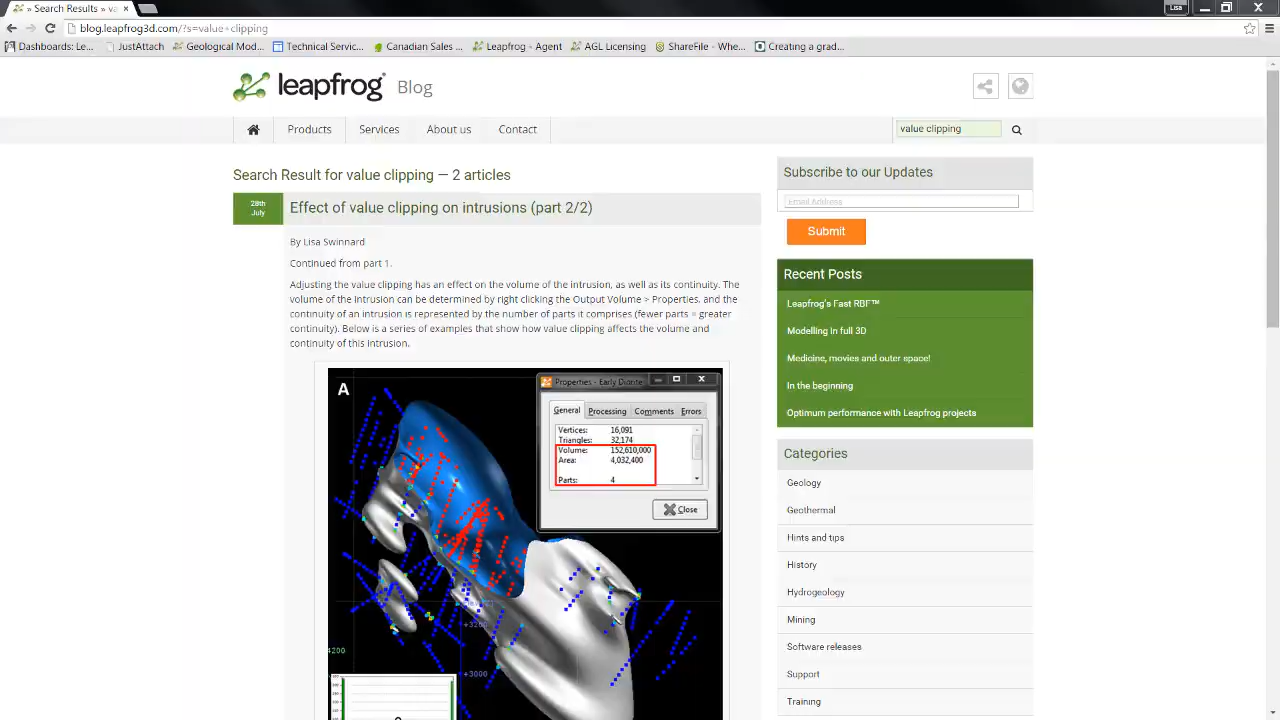 » Search Results » va ×
Lisa
blog.leapfrog3d.com/?s=value+clipping
Dashboards: Le... JustAttach Geological Mod... Technical Servic... Canadian Sales ... Leapfrog - Agent AGL Licensing ShareFile - Whe... Creating a grad...
leapfrog Blog
Products Services About us Contact
value clipping
Search Result for value clipping — 2 articles
28th
July
Effect of value clipping on intrusions (part 2/2)
By Lisa Swinnard
Continued from part 1.
Adjusting the value clipping has an effect on the volume of the intrusion, as well as its continuity. The
volume of the intrusion can be determined by right clicking the Output Volume > Properties, and the
continuity of an intrusion is represented by the number of parts it comprises (fewer parts = greater
continuity). Below is a series of examples that show how value clipping affects the volume and
continuity of this intrusion.
A
Properties - Early Diorite
General Processing Comments Errors
Vertices: 16,091
Triangles: 32,174
Volume: 152,610,000
Area: 4,032,400
Parts: 4
Close
+3200
4200
+3000
Subscribe to our Updates
Email Address
Submit
Recent Posts
Leapfrog's Fast RBF™
Modelling in full 3D
Medicine, movies and outer space!
In the beginning
Optimum performance with Leapfrog projects
Categories
Geology
Geothermal
Hints and tips
History
Hydrogeology
Mining
Software releases
Support
Training